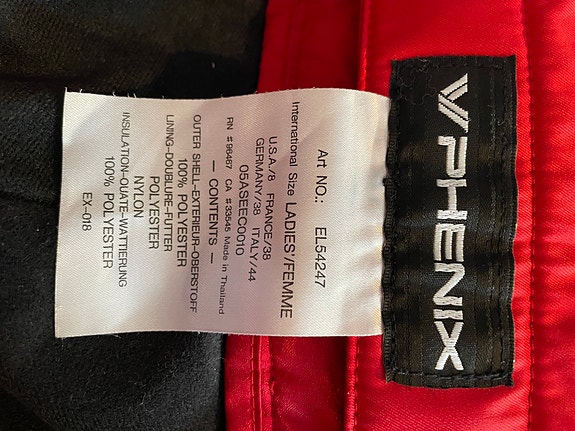 PHENIX
Art NO.: EL54247
International Size LADIES'/FEMME
U.S.A./8 FRANCE/38
GERMANY/38 ITALY/44
05ASEEC0010
— CONTENTS —
RN #96467 CA #33545 Made in Thailand
OUTER SHELL-EXTERIEUR-OBERSTOFF
100% POLYESTER
LINING-DOUBLURE-FUTTER
POLYESTER
NYLON
INSULATION-OUATE-WATTIERUNG
100% POLYESTER
EX-018